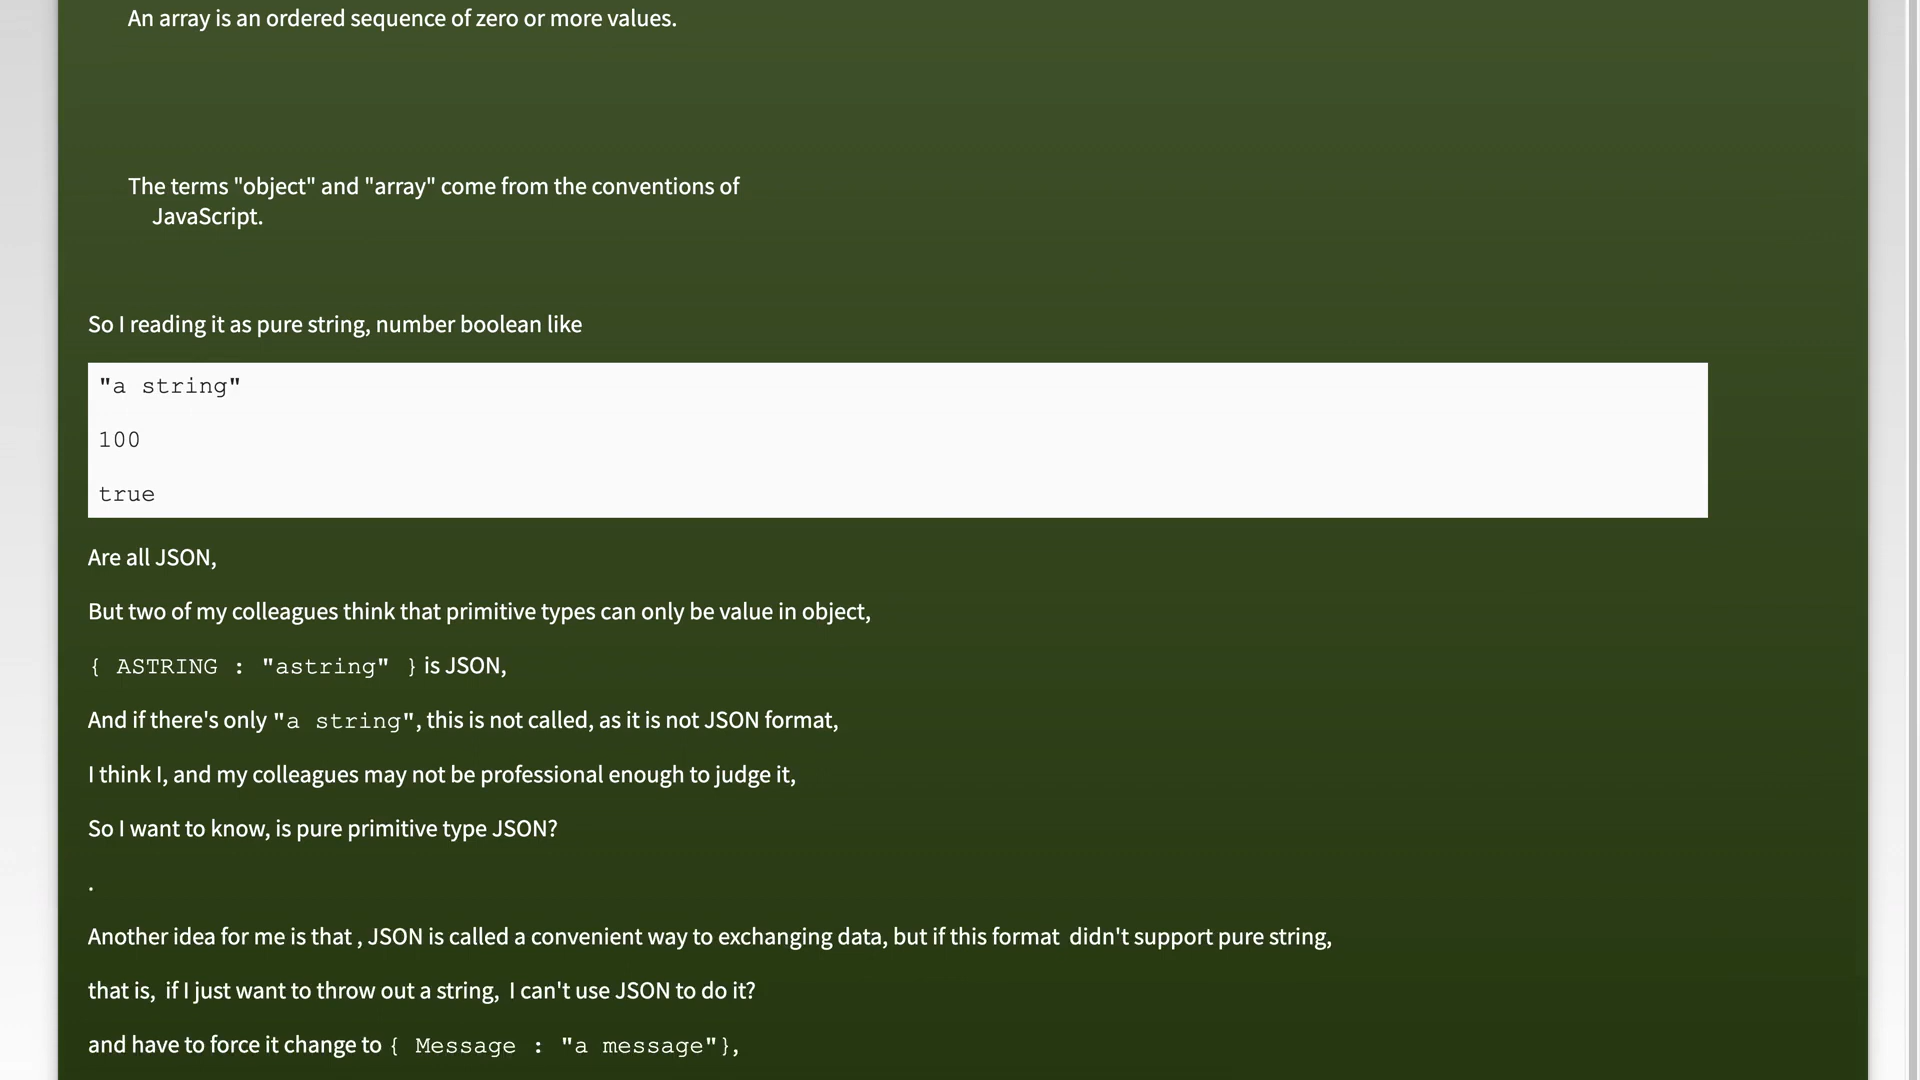 An array is an ordered sequence of zero or more values.
The terms "object" and "array" come from the conventions of
JavaScript.
So I reading it as pure string, number boolean like
"a string"
100
true
Are all JSON,
But two of my colleagues think that primitive types can only be value in object,
{ ASTRING : "astring" } is JSON,
And if there's only "a string", this is not called, as it is not JSON format,
I think I, and my colleagues may not be professional enough to judge it,
So I want to know, is pure primitive type JSON?
.
Another idea for me is that , JSON is called a convenient way to exchanging data, but if this format  didn't support pure string,
that is,  if I just want to throw out a string,  I can't use JSON to do it?
and have to force it change to { Message : "a message"},